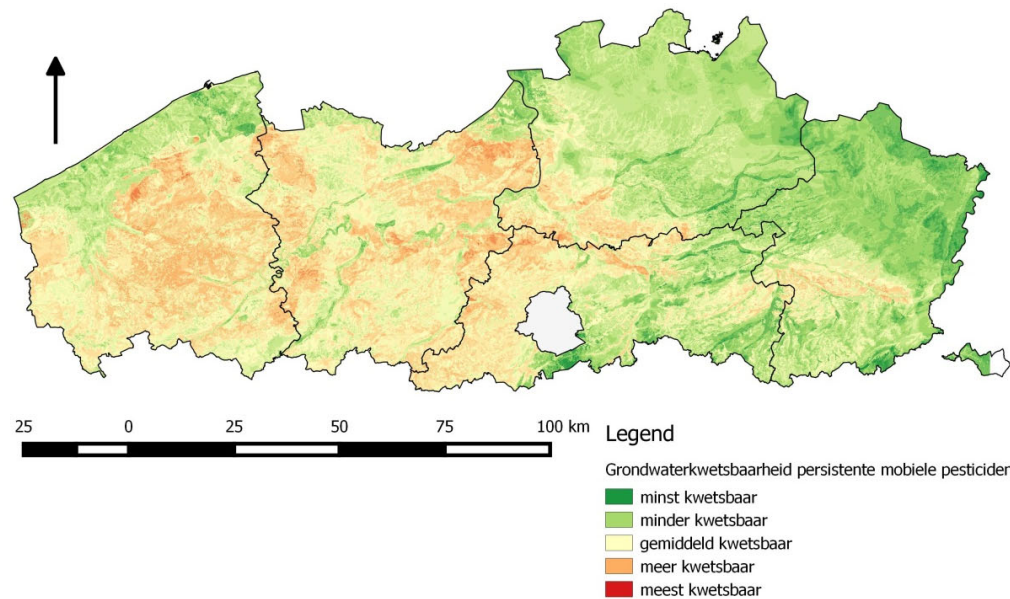 25 0 25 50 75 100 km
Legend
Grondwaterkwetsbaarheid persistente mobiele pesticiden
minst kwetsbaar
minder kwetsbaar
gemiddeld kwetsbaar
meer kwetsbaar
meest kwetsbaar